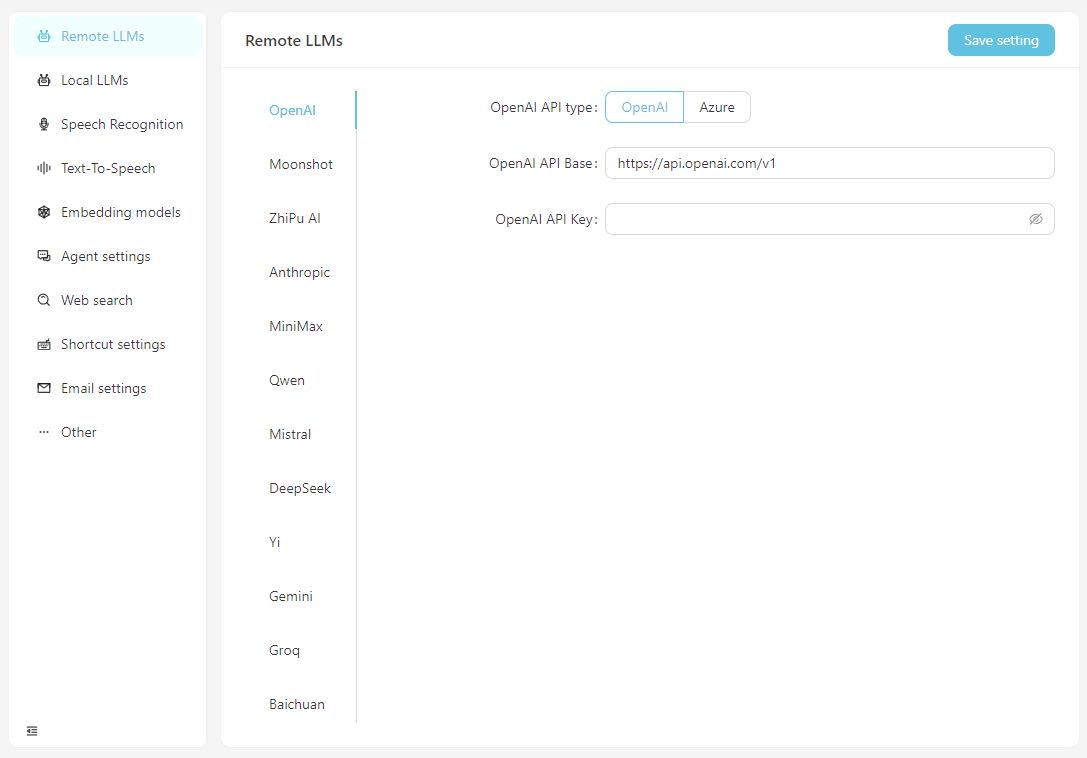 Remote LLMs
Local LLMs
Speech Recognition
Text-To-Speech
Embedding models
Agent settings
Web search
Shortcut settings
Email settings
Other
Remote LLMs
Save setting
OpenAI
Moonshot
ZhiPu AI
Anthropic
MiniMax
Qwen
Mistral
DeepSeek
Yi
Gemini
Groq
Baichuan
OpenAI API type: OpenAI Azure
OpenAI API Base: https://api.openai.com/v1
OpenAI API Key: